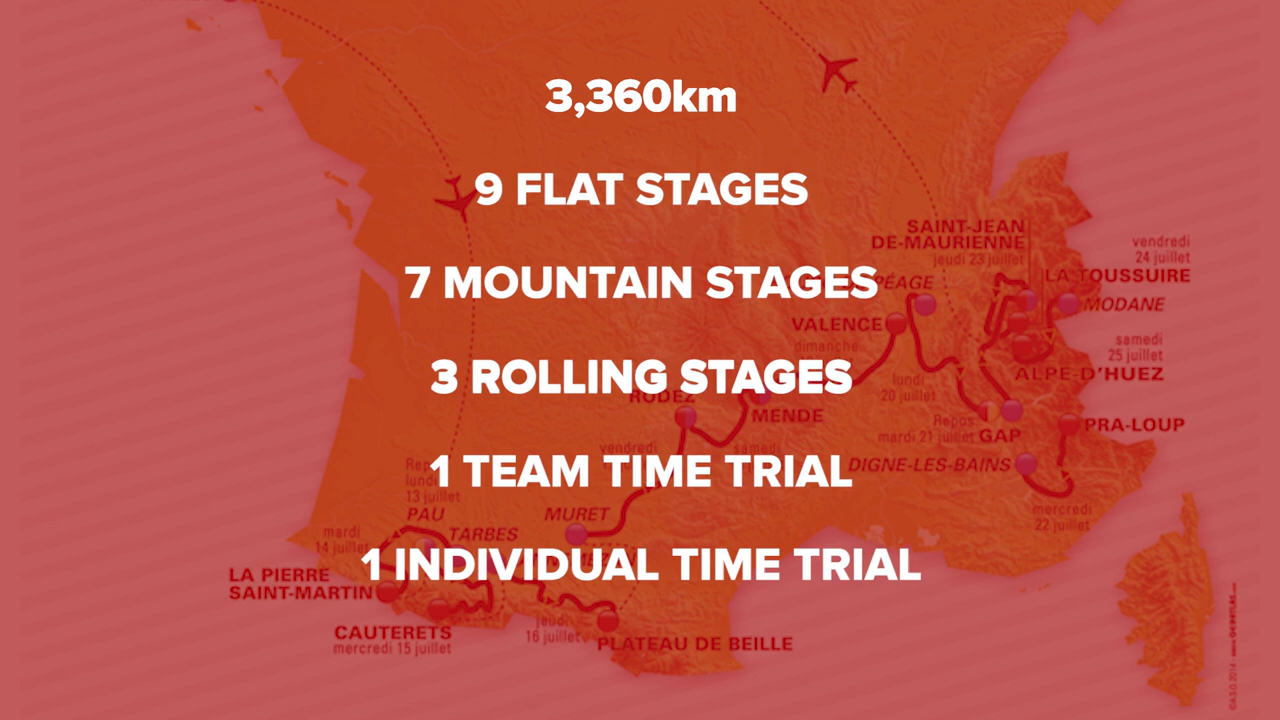 3,360km
9 FLAT STAGES
7 MOUNTAIN STAGES
3 ROLLING STAGES
1 TEAM TIME TRIAL
1 INDIVIDUAL TIME TRIAL
SAINT-JEAN
DE-MAURIENNE
jeudi 23 juillet
vendredi
24 juillet
LA TOUSSUIRE
MODANE
PÉAGE
VALENCE
dimanche
samedi
25 juillet
ALPE-D'HUEZ
lundi
20 juillet
RODEZ
MENDE
Repos
mardi 21 juillet
GAP
PRA-LOUP
vendredi
samedi
DIGNE-LES-BAINS
lundi
13 juillet
PAU
mercredi
22 juillet
MURET
mardi
14 juillet
TARBES
LA PIERRE
SAINT-MARTIN
CAUTERETS
mercredi 15 juillet
jeudi
16 juillet
PLATEAU DE BEILLE